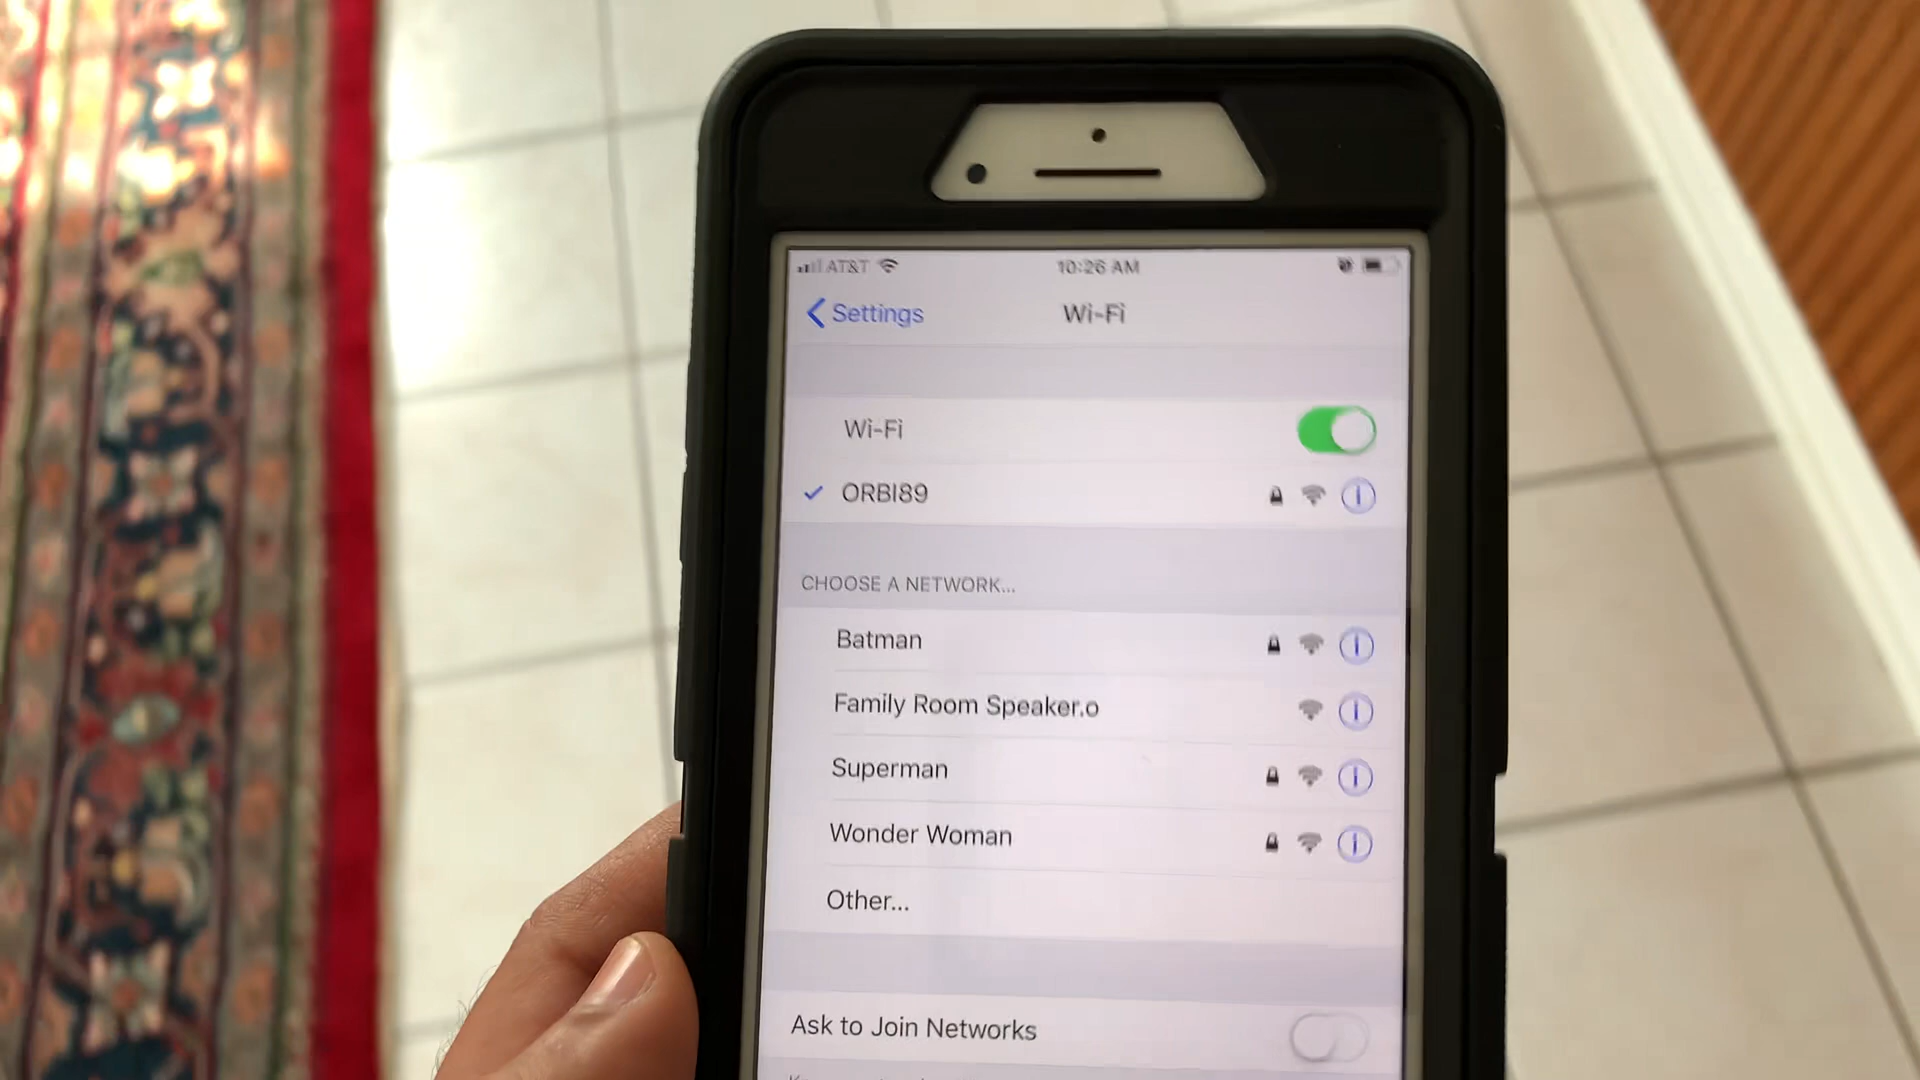 AT&T 10:26 AM
Settings Wi-Fi
Wi-Fi
ORBI89
CHOOSE A NETWORK...
Batman
Family Room Speaker.o
Superman
Wonder Woman
Other...
Ask to Join Networks